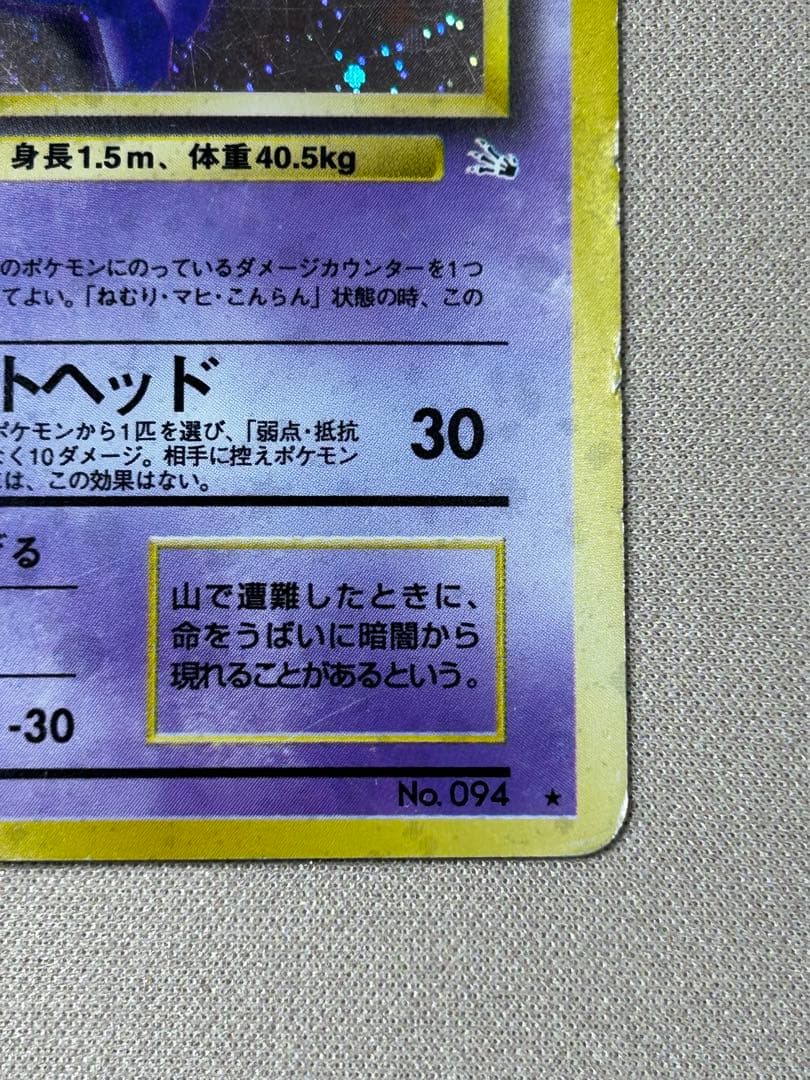 身長1.5m、体重40.5kg
のポケモンにのっているダメージカウンターを1つ
てよい。「ねむり・マヒ・こんらん」状態の時、この
トヘッド
30
ポケモンから1匹を選び、「弱点・抵抗
なく10ダメージ。相手に控えポケモン
は、この効果はない。
げる
山で遭難したときに、
命をうばいに暗闇から
現れることがあるという。
-30
No. 094 ★